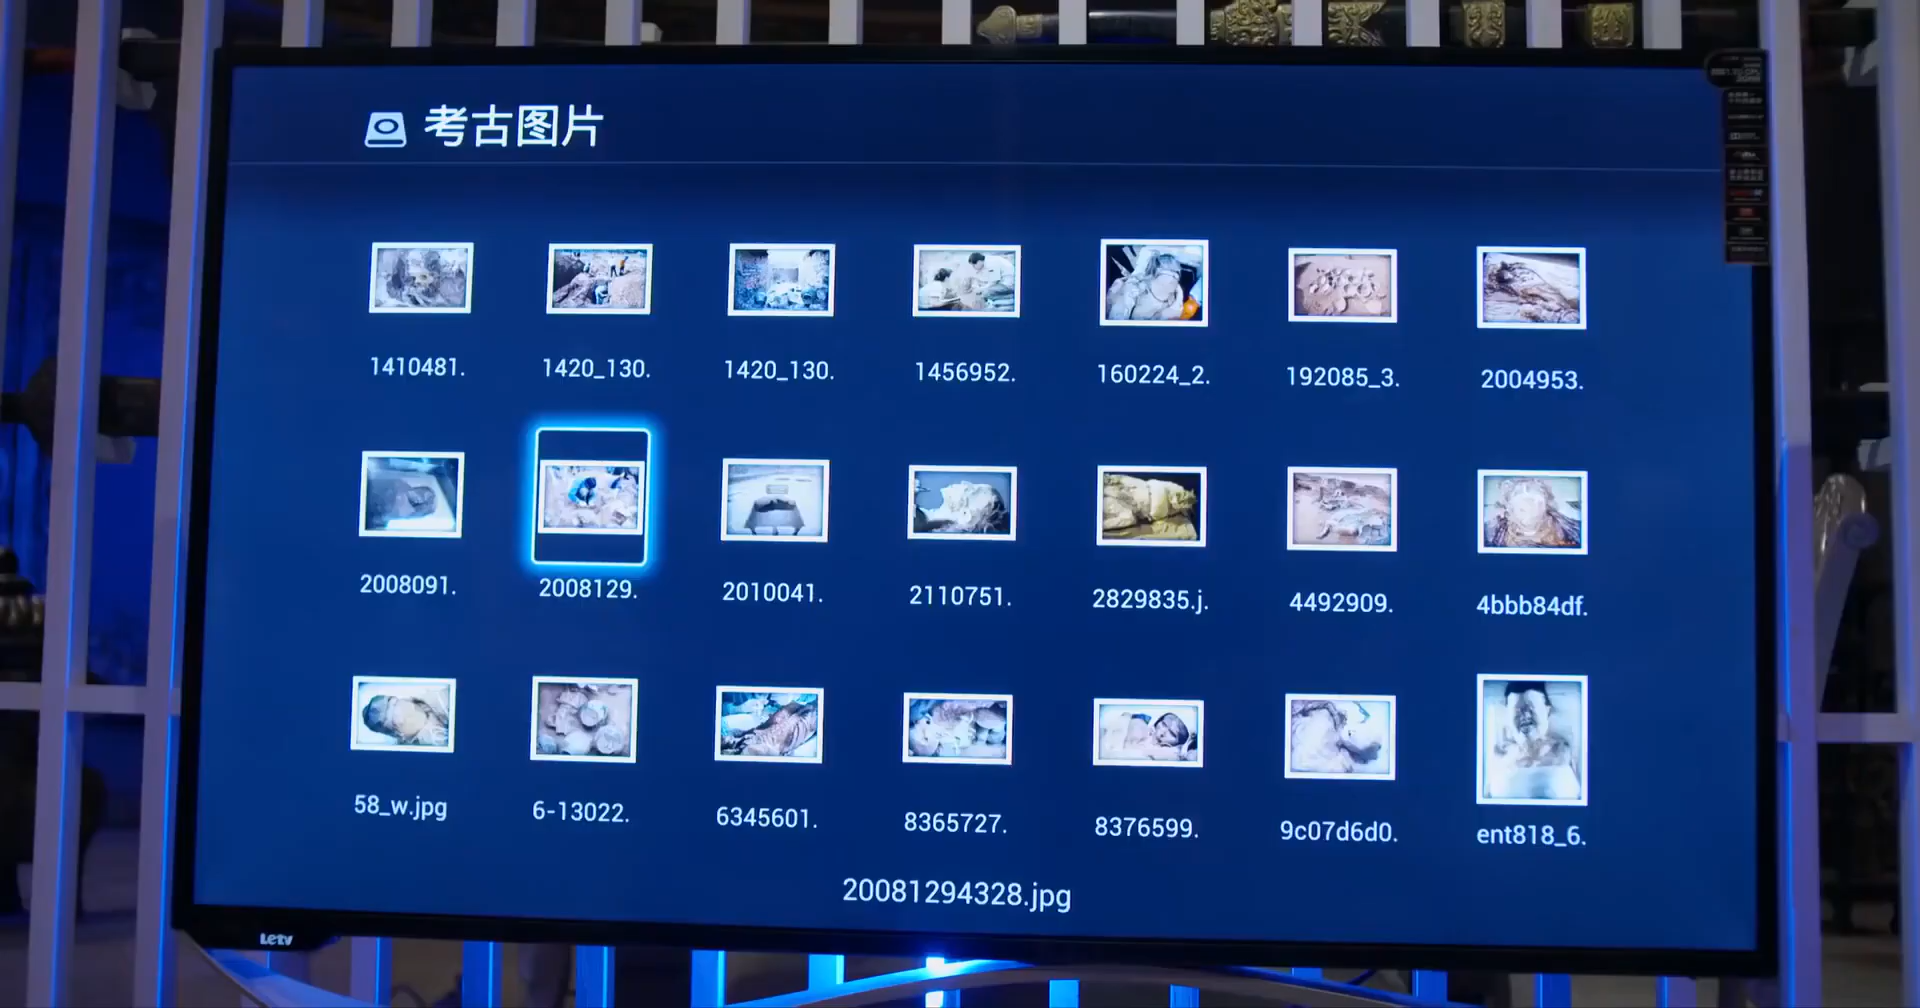 考古图片
1410481. 1420_130. 1420_130. 1456952. 160224_2. 192085_3. 2004953.
2008091. 2008129. 2010041. 2110751. 2829835.j. 4492909. 4bbb84df.
58_w.jpg 6-13022. 6345601. 8365727. 8376599. 9c07d6d0. ent818_6.
20081294328.jpg
Letv